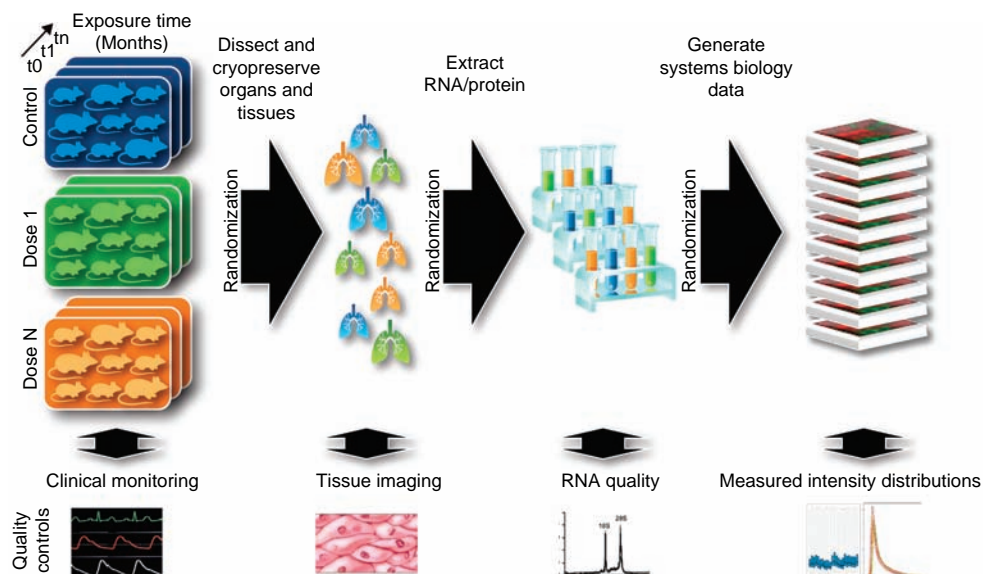 Exposure time
(Months)
t0
t1
tn
Dissect and
cryopreserve
organs and
tissues
Extract
RNA/protein
Generate
systems biology
data
Control
Dose 1
Dose N
Randomization
Randomization
Randomization
Clinical monitoring
Tissue imaging
RNA quality
Measured intensity distributions
Quality
controls
28S